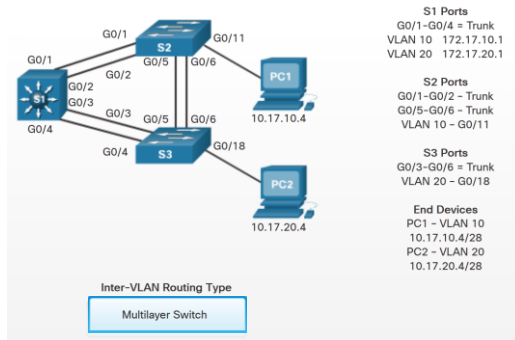 G0/1
S2
G0/11
G0/1
G0/2
G0/5
G0/6
PC1
G0/2
S1
G0/3
10.17.10.4
G0/3
G0/5
G0/6
G0/4
G0/18
G0/4
S3
PC2
10.17.20.4
Inter-VLAN Routing Type
Multilayer Switch
S1 Ports
G0/1-G0/4 = Trunk
VLAN 10 172.17.10.1
VLAN 20 172.17.20.1
S2 Ports
G0/1-G0/2 - Trunk
G0/5-G0/6 - Trunk
VLAN 10 - G0/11
S3 Ports
G0/3-G0/6 = Trunk
VLAN 20 - G0/18
End Devices
PC1 - VLAN 10
10.17.10.4/28
PC2 - VLAN 20
10.17.20.4/28